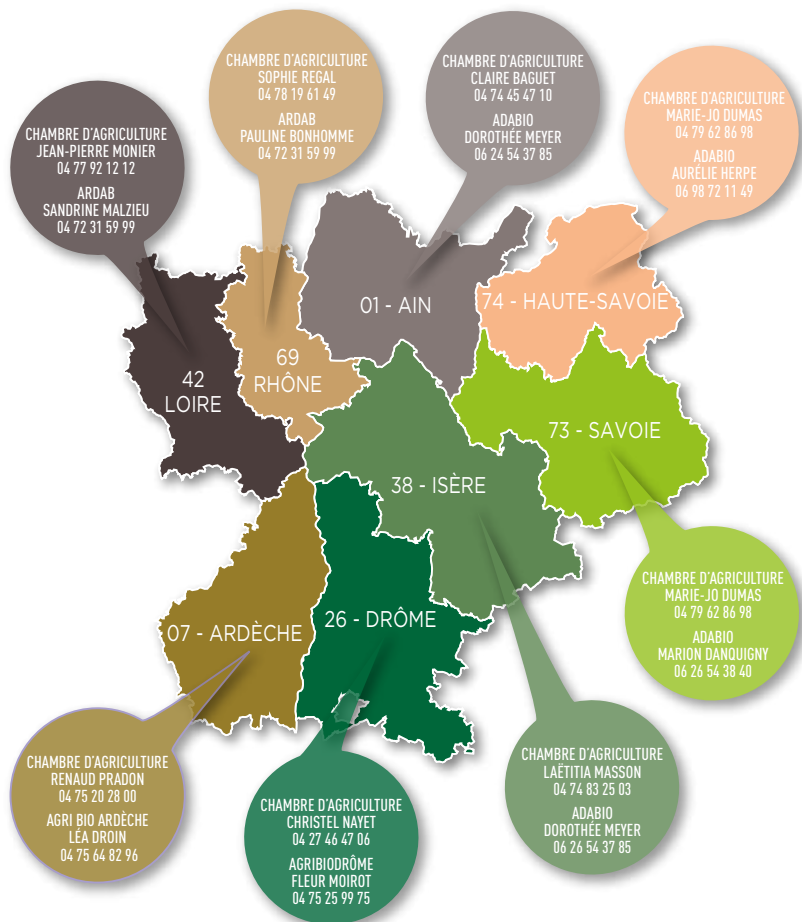 CHAMBRE D'AGRICULTURE
SOPHIE REGAL
04 78 19 61 49
ARDAB
PAULINE BONHOMME
04 72 31 59 99
CHAMBRE D'AGRICULTURE
CLAIRE BAGUET
04 74 45 47 10
ADABIO
DOROTHÉE MEYER
06 24 54 37 85
CHAMBRE D'AGRICULTURE
MARIE-JO DUMAS
04 79 62 86 98
ADABIO
AURÉLIE HERPE
06 98 72 11 49
CHAMBRE D'AGRICULTURE
JEAN-PIERRE MONIER
04 77 92 12 12
ARDAB
SANDRINE MALZIEU
04 72 31 59 99
01 - AIN
74 - HAUTE-SAVOIE
69
RHÔNE
42
LOIRE
73 - SAVOIE
38 - ISÈRE
07 - ARDÈCHE
26 - DRÔME
CHAMBRE D'AGRICULTURE
MARIE-JO DUMAS
04 79 62 86 98
ADABIO
MARION DANQUIGNY
06 26 54 38 40
CHAMBRE D'AGRICULTURE
RENAUD PRADON
04 75 20 28 00
AGRI BIO ARDÈCHE
LÉA DROIN
04 75 64 82 96
CHAMBRE D'AGRICULTURE
CHRISTEL NAYET
04 27 46 47 06
AGRIBIODRÔME
FLEUR MOIROT
04 75 25 99 75
CHAMBRE D'AGRICULTURE
LAËTITIA MASSON
04 74 83 25 03
ADABIO
DOROTHÉE MEYER
06 26 54 37 85